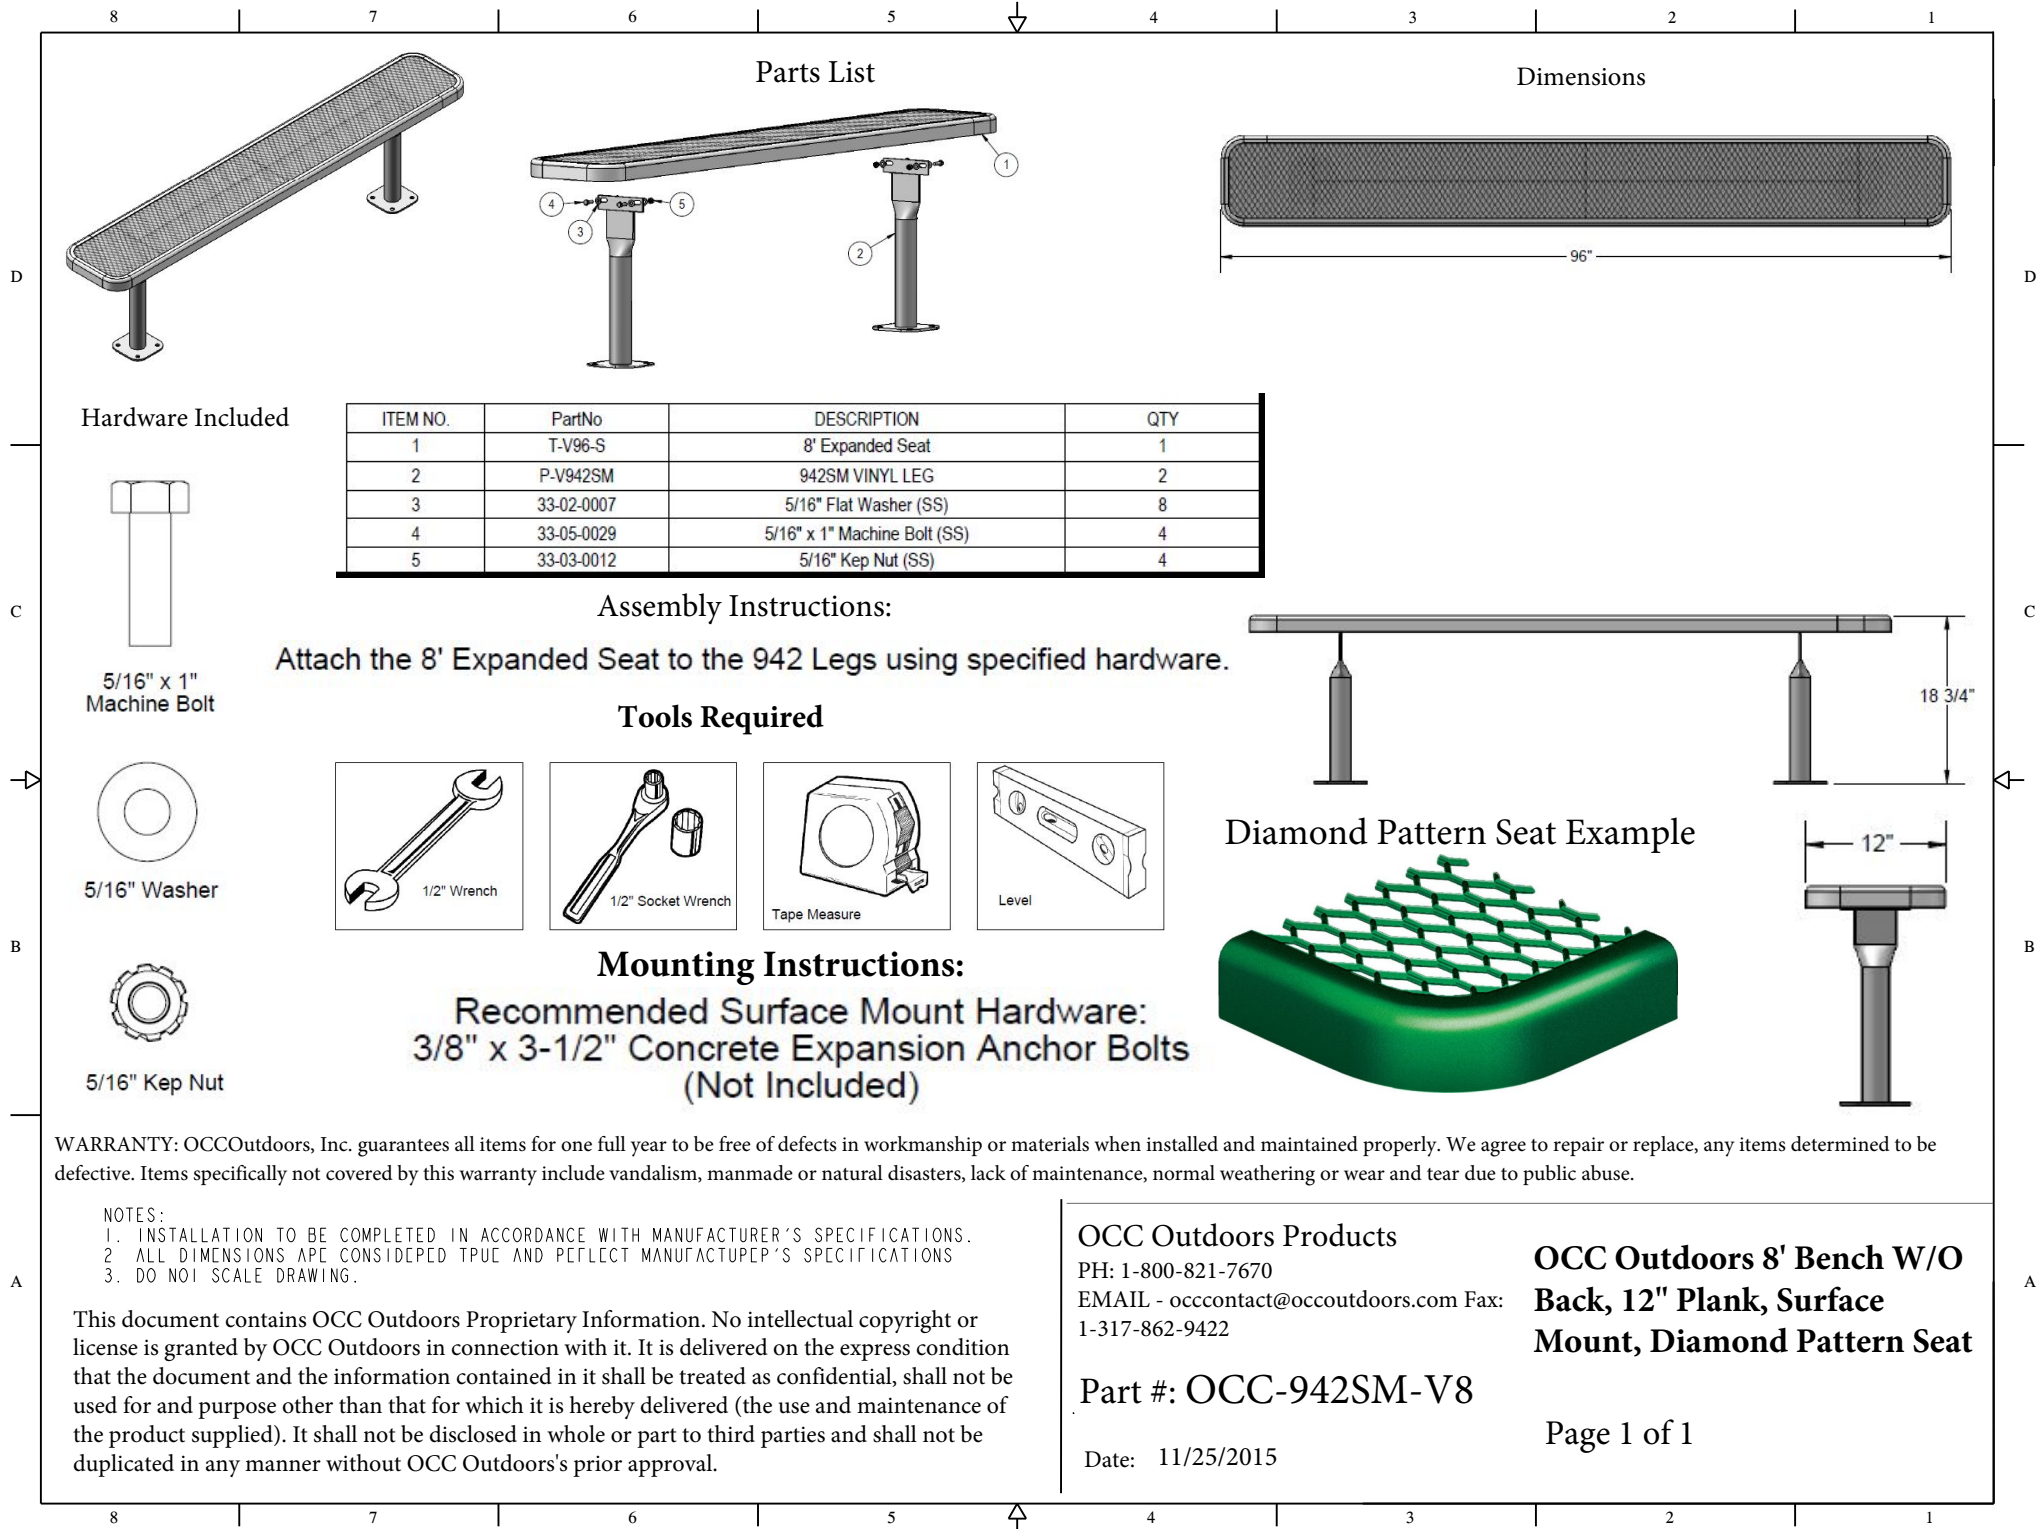 8 7 6 5 4 3 2 1
Parts List
Dimensions
1
4
5
3
2
96"
D
D
Hardware Included
ITEM NO. PartNo DESCRIPTION QTY
1 T-V96-S 8' Expanded Seat 1
2 P-V942SM 942SM VINYL LEG 2
3 33-02-0007 5/16" Flat Washer (SS) 8
4 33-05-0029 5/16" x 1" Machine Bolt (SS) 4
5 33-03-0012 5/16" Kep Nut (SS) 4
C
C
Assembly Instructions:
Attach the 8' Expanded Seat to the 942 Legs using specified hardware.
5/16" x 1"
Machine Bolt
18 3/4"
Tools Required
1/2" Wrench
1/2" Socket Wrench
Tape Measure
Level
5/16" Washer
Diamond Pattern Seat Example
12"
B
B
Mounting Instructions:
Recommended Surface Mount Hardware:
3/8" x 3-1/2" Concrete Expansion Anchor Bolts
(Not Included)
5/16" Kep Nut
WARRANTY: OCCOutdoors, Inc. guarantees all items for one full year to be free of defects in workmanship or materials when installed and maintained properly. We agree to repair or replace, any items determined to be
defective. Items specifically not covered by this warranty include vandalism, manmade or natural disasters, lack of maintenance, normal weathering or wear and tear due to public abuse.
NOTES:
1. INSTALLATION TO BE COMPLETED IN ACCORDANCE WITH MANUFACTURER'S SPECIFICATIONS.
2 ALL DIMENSIONS ARE CONSIDERED TRUE AND REFLECT MANUFACTURER'S SPECIFICATIONS
3. DO NOT SCALE DRAWING.
A
A
This document contains OCC Outdoors Proprietary Information. No intellectual copyright or
license is granted by OCC Outdoors in connection with it. It is delivered on the express condition
that the document and the information contained in it shall be treated as confidential, shall not be
used for and purpose other than that for which it is hereby delivered (the use and maintenance of
the product supplied). It shall not be disclosed in whole or part to third parties and shall not be
duplicated in any manner without OCC Outdoors's prior approval.
OCC Outdoors Products
PH: 1-800-821-7670
EMAIL - occcontact@occoutdoors.com Fax:
1-317-862-9422
Part #: OCC-942SM-V8
Date: 11/25/2015
OCC Outdoors 8' Bench W/O
Back, 12" Plank, Surface
Mount, Diamond Pattern Seat
Page 1 of 1
8 7 6 5 4 3 2 1